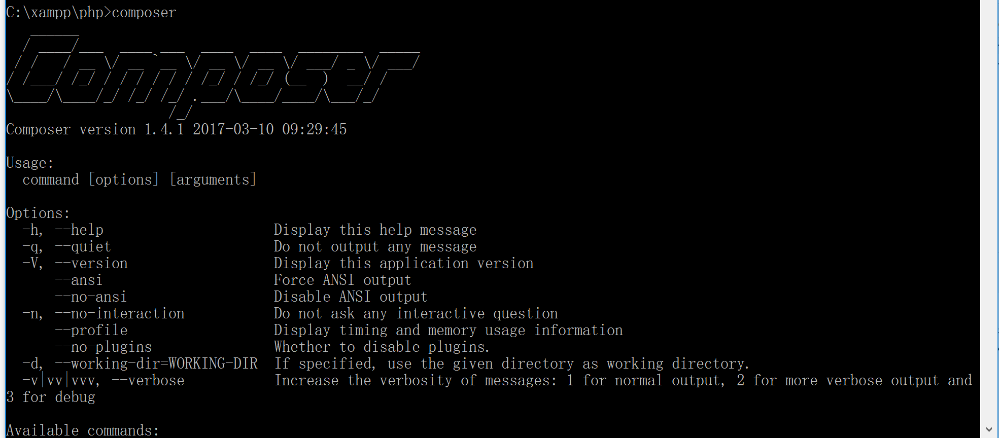 C:\xampp\php>composer
   ______
  / ____/___  ____ ___  ____  ____  ________  _____
 / /   / __ \/ __ `__ \/ __ \/ __ \/ ___/ _ \/ ___/
/ /___/ /_/ / / / / / / /_/ / /_/ (__  )  __/ /
\____/\____/_/ /_/ /_/ .___/\____/____/\___/_/
                    /_/
Composer version 1.4.1 2017-03-10 09:29:45

Usage:
  command [options] [arguments]

Options:
  -h, --help                     Display this help message
  -q, --quiet                    Do not output any message
  -V, --version                  Display this application version
      --ansi                     Force ANSI output
      --no-ansi                  Disable ANSI output
  -n, --no-interaction           Do not ask any interactive question
      --profile                  Display timing and memory usage information
      --no-plugins               Whether to disable plugins.
  -d, --working-dir=WORKING-DIR  If specified, use the given directory as working directory.
  -v|vv|vvv, --verbose           Increase the verbosity of messages: 1 for normal output, 2 for more verbose output and
3 for debug

Available commands: